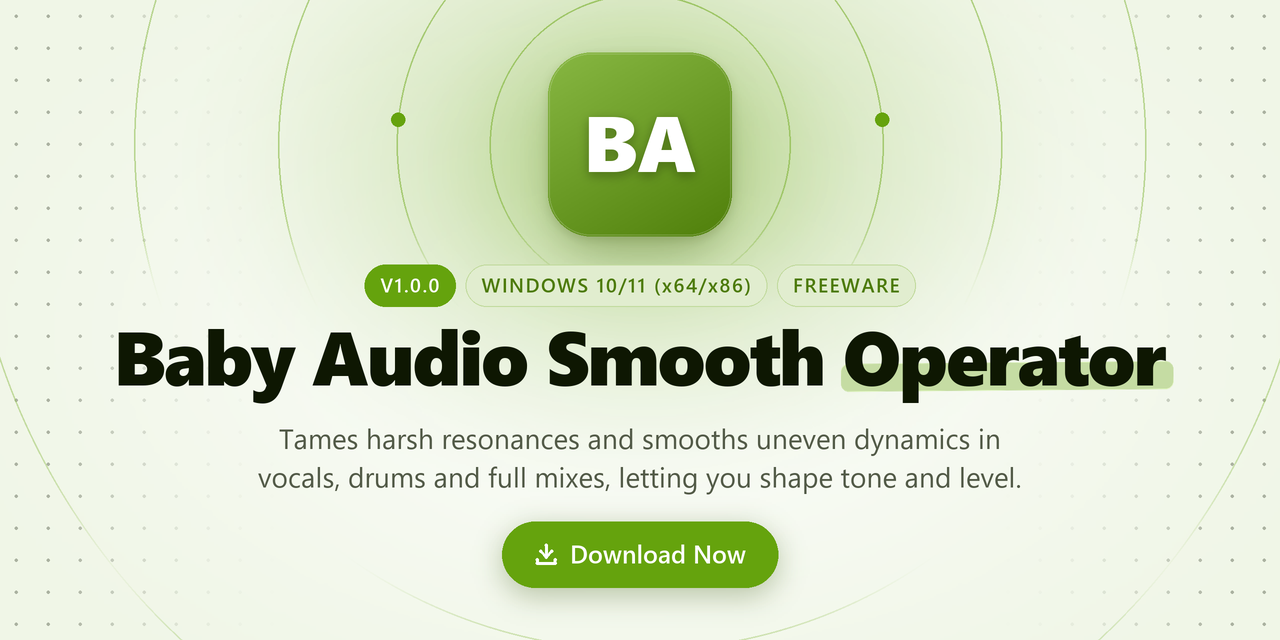 BA
V1.0.0 WINDOWS 10/11 (x64/x86) FREEWARE
Baby Audio Smooth Operator
Tames harsh resonances and smooths uneven dynamics in
vocals, drums and full mixes, letting you shape tone and level.
Download Now